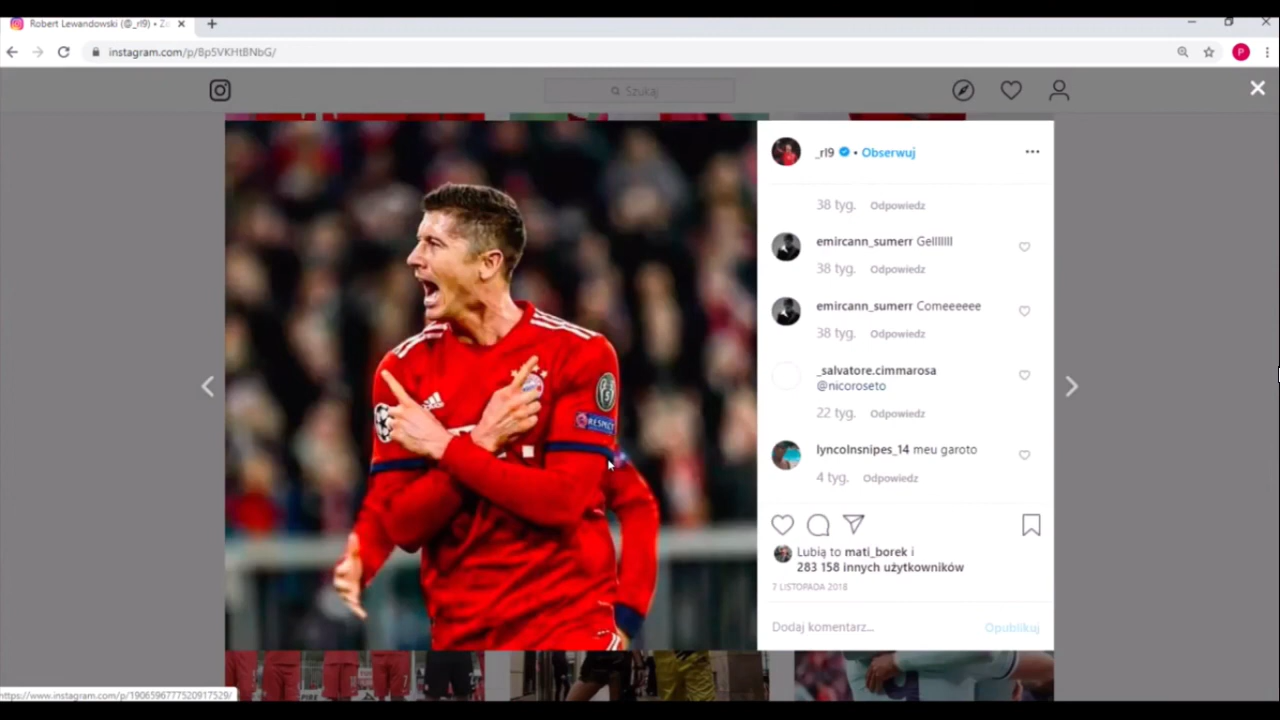 Robert Lewandowski (@_rl9) • Z
instagram.com/p/Bp5VKHtBNbG/
P
Szukaj
_rl9 • Obserwuj
38 tyg. Odpowiedz
emircann_sumerr Gelllllll
38 tyg. Odpowiedz
emircann_sumerr Comeeeeee
38 tyg. Odpowiedz
_salvatore.cimmarosa
@nicoroseto
22 tyg. Odpowiedz
lyncolnsnipes_14 meu garoto
4 tyg. Odpowiedz
RESPECT
Lubią to mati_borek i
283 158 innych użytkowników
7 LISTOPADA 2018
Dodaj komentarz...
Opublikuj
https://www.instagram.com/p/1906596777520917529/